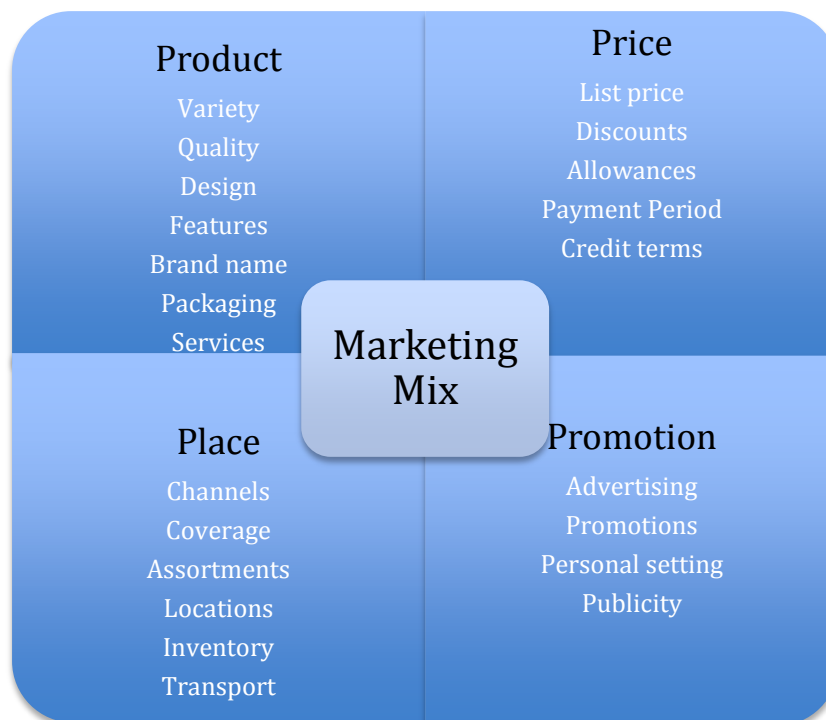 Product
Variety
Quality
Design
Features
Brand name
Packaging
Services
Price
List price
Discounts
Allowances
Payment Period
Credit terms
Marketing
Mix
Place
Channels
Coverage
Assortments
Locations
Inventory
Transport
Promotion
Advertising
Promotions
Personal setting
Publicity